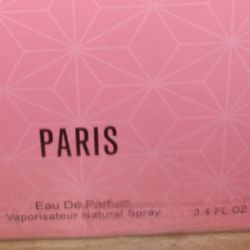 PARIS
Eau De Parfum
Vaporisateur Natural Spray 3.4 FL OZ